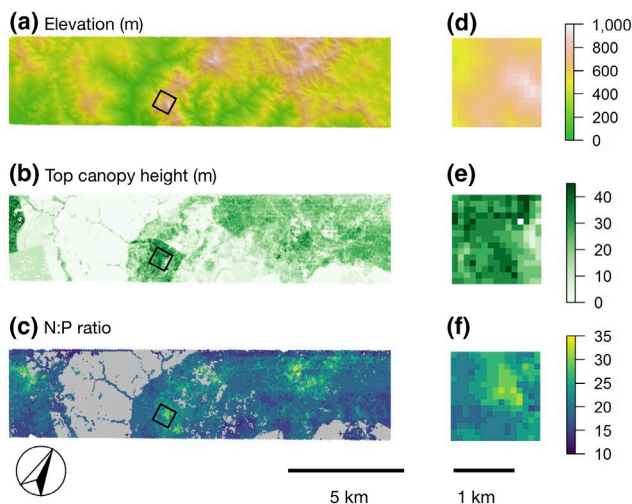 (a) Elevation (m)
(d)
1,000
800
600
400
200
0
(b) Top canopy height (m)
(e)
40
30
20
10
0
(c) N:P ratio
(f)
35
30
25
20
15
10
5 km
1 km